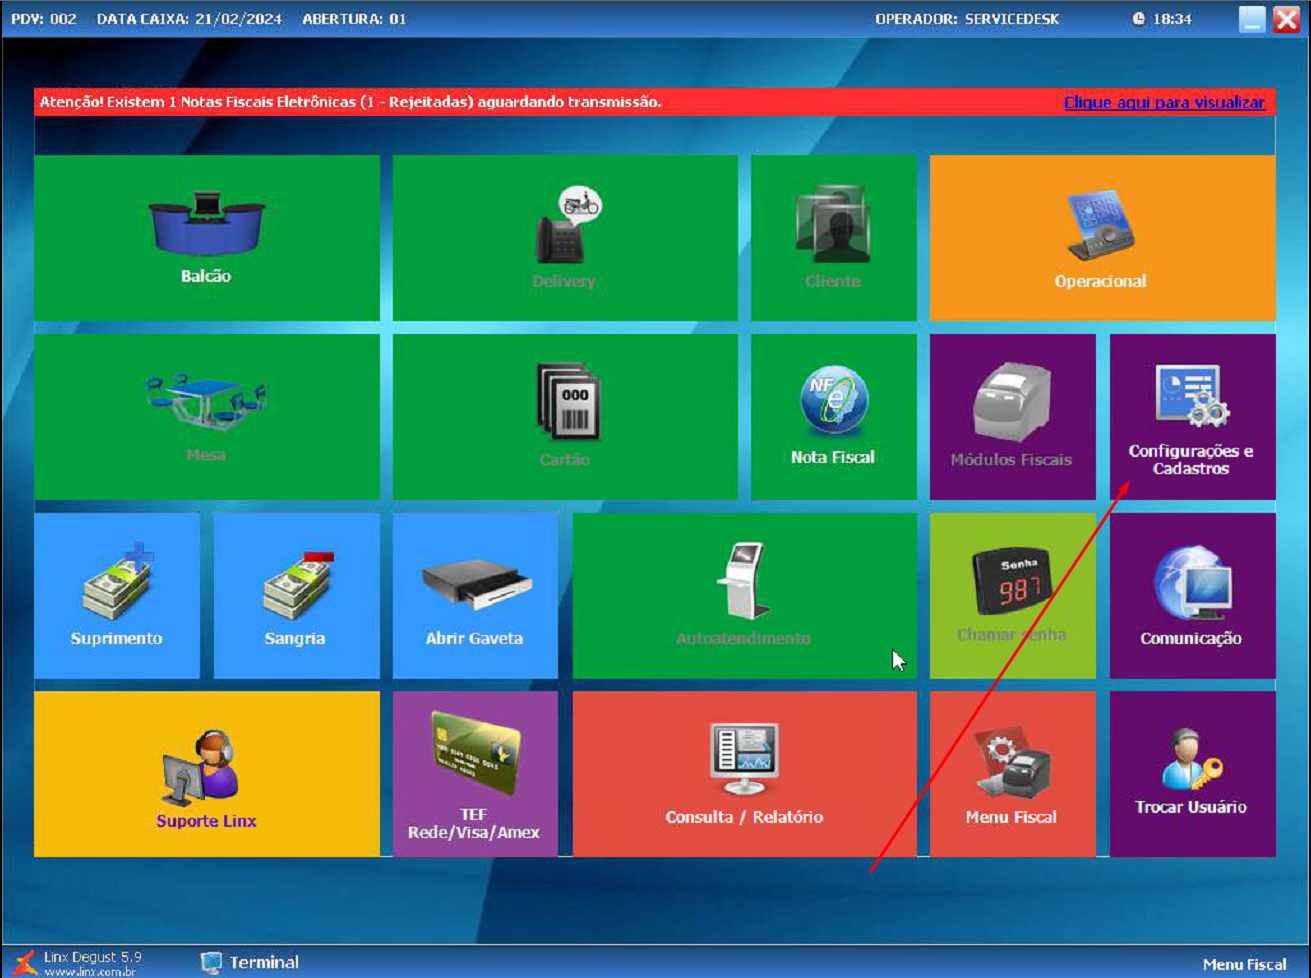 PDV: 002 DATA CAIXA: 21/02/2024 ABERTURA: 01 OPERADOR: SERVICEDESK 18:34
Atenção! Existem 1 Notas Fiscais Eletrônicas (1 - Rejeitadas) aguardando transmissão. Clique aqui para visualizar
Balcão
Delivery
Cliente
Operacional
Mesa
000
Cartão
NFe
Nota Fiscal
Módulos Fiscais
Configurações e
Cadastros
Suprimento
Sangria
Abrir Gaveta
Autoatendimento
Senha
987
Chamar senha
Comunicação
Suporte Linx
TEF
Rede/Visa/Amex
Consulta / Relatório
Menu Fiscal
Trocar Usuário
Linx Degust 5.9
www.linx.com.br
Terminal
Menu Fiscal